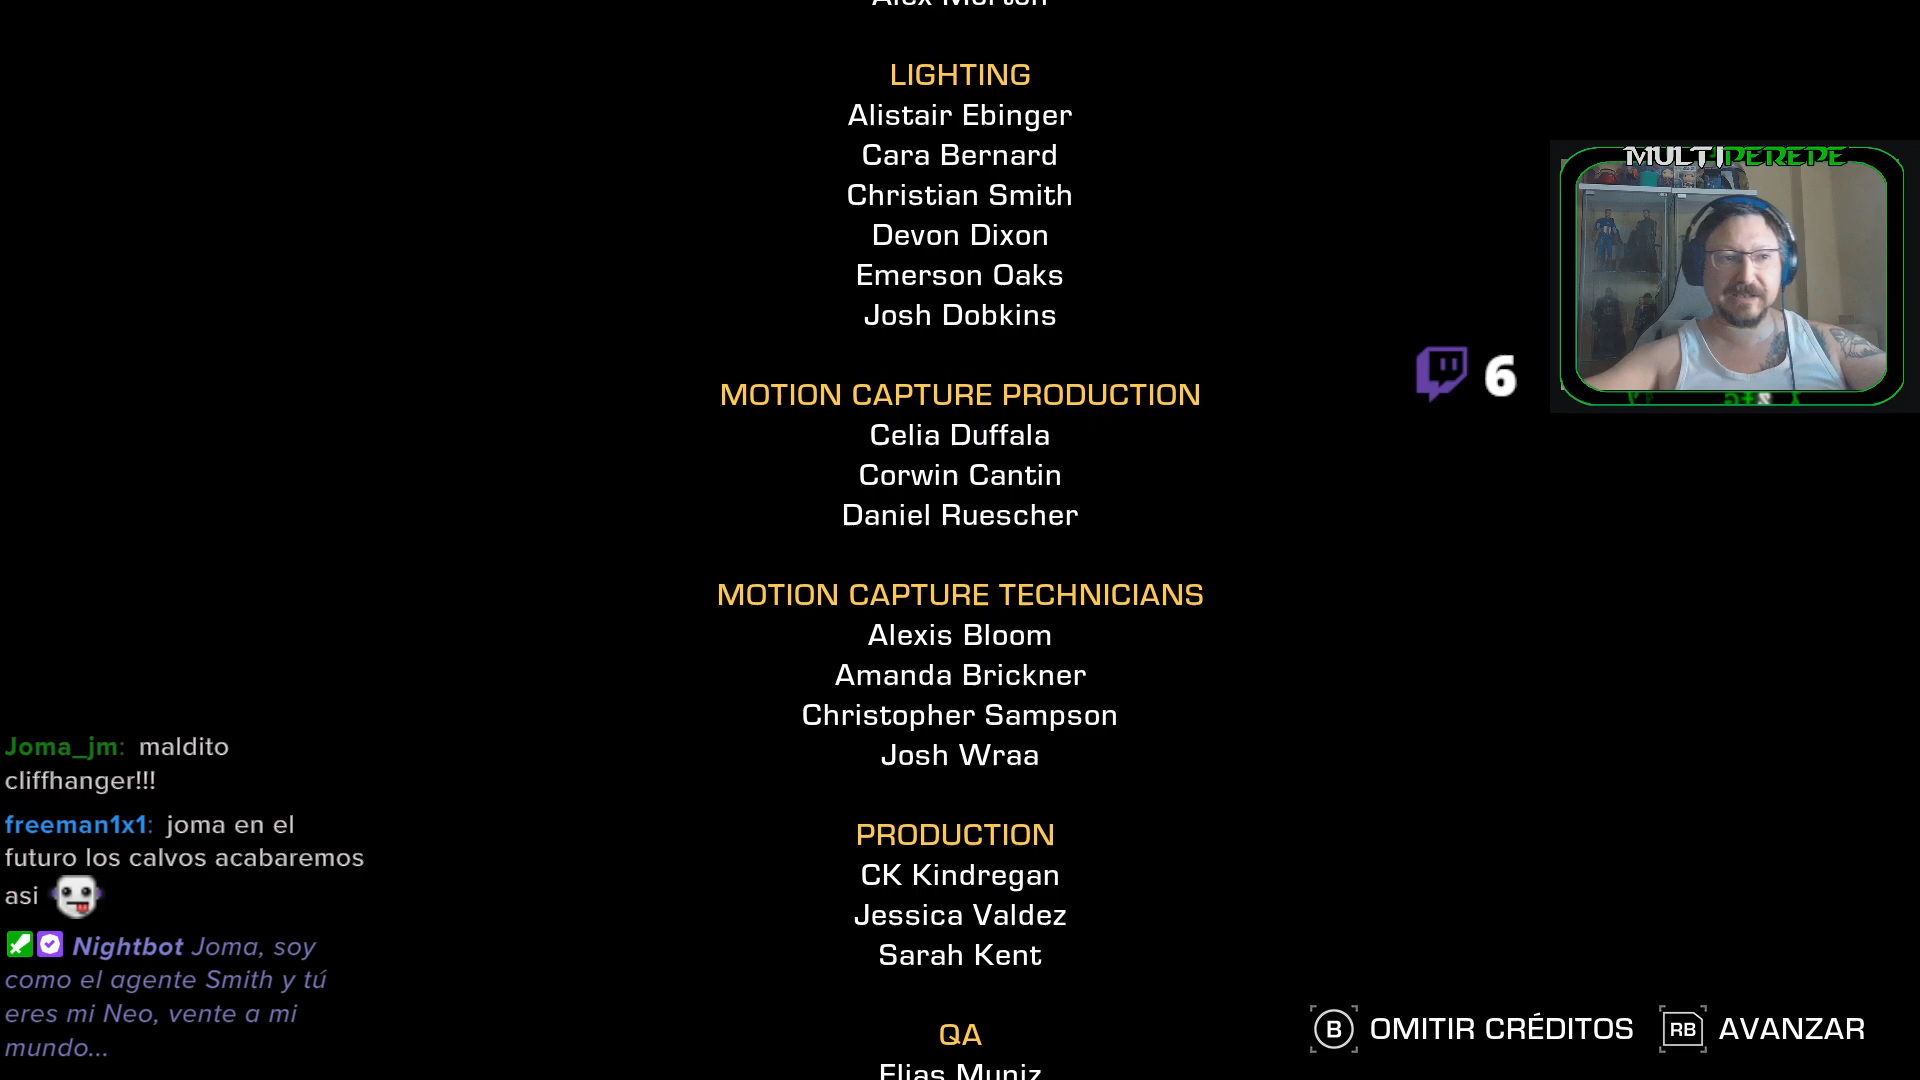 LIGHTING
Alistair Ebinger
Cara Bernard
Christian Smith
Devon Dixon
Emerson Oaks
Josh Dobkins
MOTION CAPTURE PRODUCTION
Celia Duffala
Corwin Cantin
Daniel Ruescher
MOTION CAPTURE TECHNICIANS
Alexis Bloom
Amanda Brickner
Christopher Sampson
Josh Wraa
PRODUCTION
CK Kindregan
Jessica Valdez
Sarah Kent
QA
Elias Muniz
MULTIPEREPE
6
Joma_jm: maldito
cliffhanger!!!
freeman1x1: joma en el
futuro los calvos acabaremos
asi
Nightbot Joma, soy
como el agente Smith y tú
eres mi Neo, vente a mi
mundo...
B OMITIR CRÉDITOS RB AVANZAR